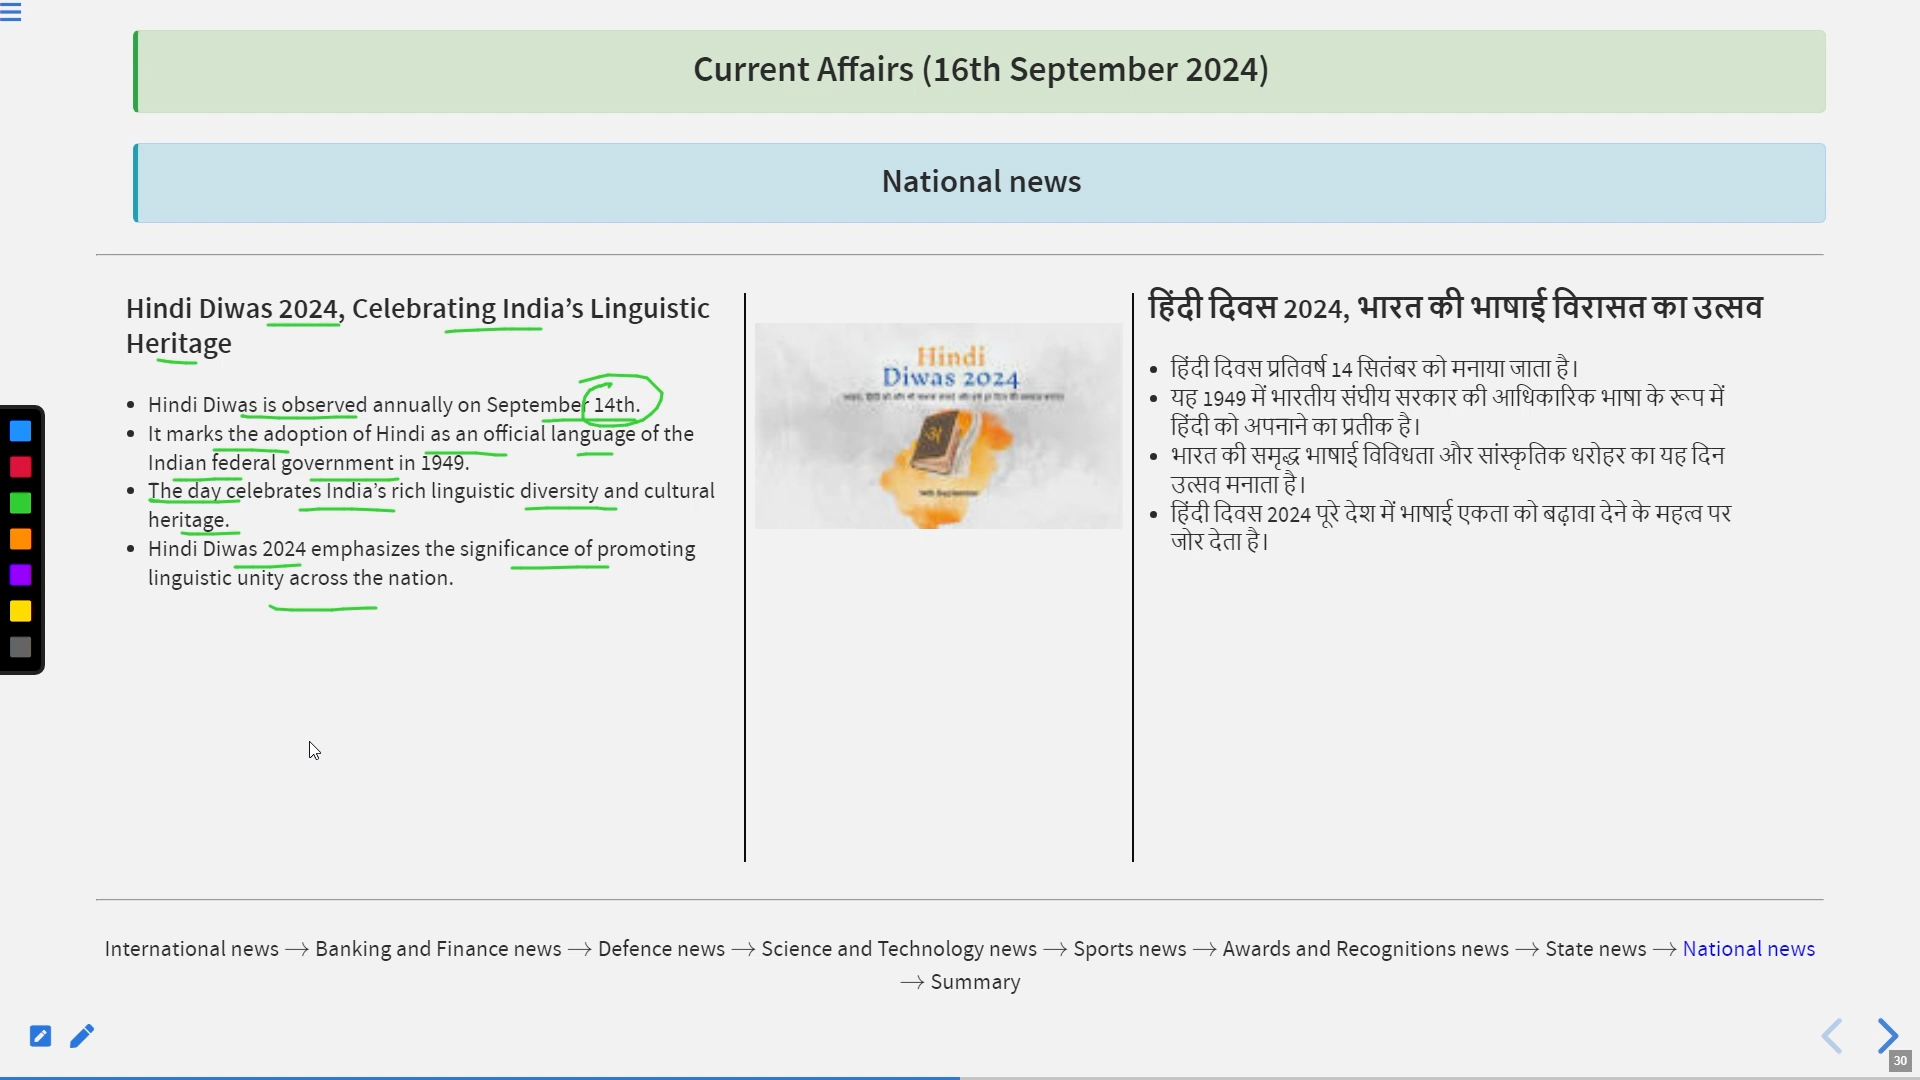 Current Affairs (16th September 2024)
National news
Hindi Diwas 2024, Celebrating India’s Linguistic
Heritage
• Hindi Diwas is observed annually on September 14th.
• It marks the adoption of Hindi as an official language of the
Indian federal government in 1949.
• The day celebrates India’s rich linguistic diversity and cultural
heritage.
• Hindi Diwas 2024 emphasizes the significance of promoting
linguistic unity across the nation.
Hindi
Diwas 2024
अ
14th September
हिंदी दिवस 2024, भारत की भाषाई विरासत का उत्सव
• हिंदी दिवस प्रतिवर्ष 14 सितंबर को मनाया जाता है।
• यह 1949 में भारतीय संघीय सरकार की आधिकारिक भाषा के रूप में
हिंदी को अपनाने का प्रतीक है।
• भारत की समृद्ध भाषाई विविधता और सांस्कृतिक धरोहर का यह दिन
उत्सव मनाता है।
• हिंदी दिवस 2024 पूरे देश में भाषाई एकता को बढ़ावा देने के महत्व पर
जोर देता है।
International news → Banking and Finance news → Defence news → Science and Technology news → Sports news → Awards and Recognitions news → State news → National news
→ Summary
30